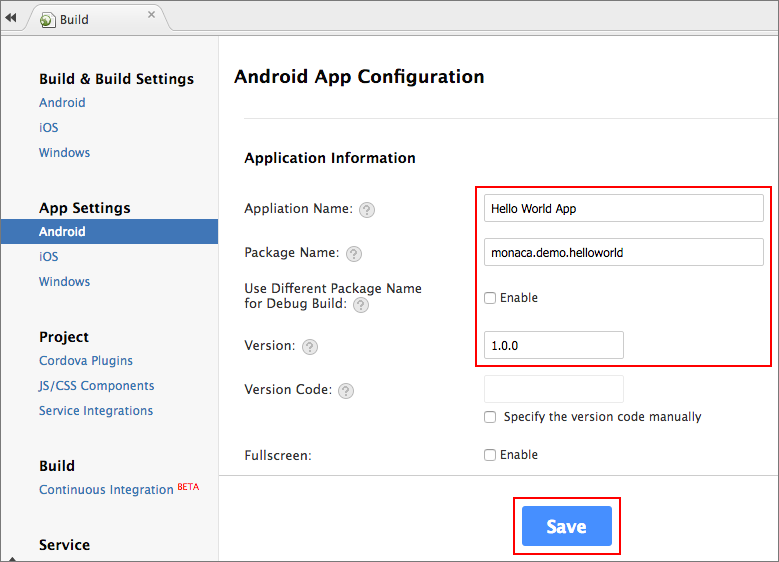 Build
Build & Build Settings
Android
iOS
Windows
App Settings
Android
iOS
Windows
Project
Cordova Plugins
JS/CSS Components
Service Integrations
Build
Continuous Integration BETA
Service
Android App Configuration
Application Information
Appliation Name: ?
Hello World App
Package Name: ?
monaca.demo.helloworld
Use Different Package Name
for Debug Build: ?
Enable
Version: ?
1.0.0
Version Code: ?
Specify the version code manually
Fullscreen:
Enable
Save